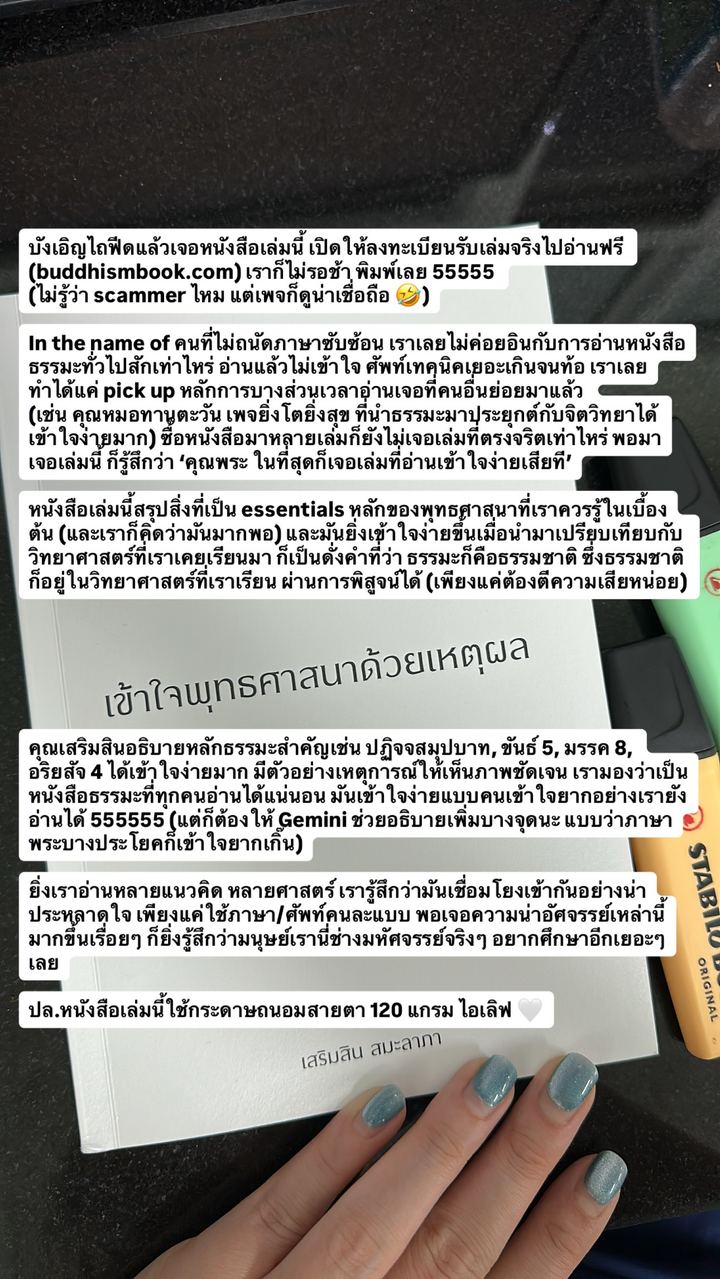 บังเอิญไถฟีดแล้วเจอหนังสือเล่มนี้ เปิดให้ลงทะเบียนรับเล่มจริงไปอ่านฟรี
(buddhismbook.com) เราก็ไม่รอช้า พิมพ์เลย 55555
(ไม่รู้ว่า scammer ไหม แต่เพจก็ดูน่าเชื่อถือ 🤣)
In the name of คนที่ไม่ถนัดภาษาซับซ้อน เราเลยไม่ค่อยอินกับการอ่านหนังสือ
ธรรมะทั่วไปสักเท่าไหร่ อ่านแล้วไม่เข้าใจ ศัพท์เทคนิคเยอะเกินจนท้อ เราเลย
ทำได้แค่ pick up หลักการบางส่วนเวลาอ่านเจอที่คนอื่นย่อยมาแล้ว
(เช่น คุณหมอทานตะวัน เพจยิ่งโตยิ่งสุข ที่นำธรรมะมาประยุกต์กับจิตวิทยาได้
เข้าใจง่ายมาก) ซื้อหนังสือมาหลายเล่มก็ยังไม่เจอเล่มที่ตรงจริตเท่าไหร่ พอมา
เจอเล่มนี้ ก็รู้สึกว่า ‘คุณพระ ในที่สุดก็เจอเล่มที่อ่านเข้าใจง่ายเสียที’
หนังสือเล่มนี้สรุปสิ่งที่เป็น essentials หลักของพุทธศาสนาที่เราควรรู้ในเบื้อง
ต้น (และเราก็คิดว่ามันมากพอ) และมันยิ่งเข้าใจง่ายขึ้นเมื่อนำมาเปรียบเทียบกับ
วิทยาศาสตร์ที่เราเคยเรียนมา ก็เป็นดั่งคำที่ว่า ธรรมะก็คือธรรมชาติ ซึ่งธรรมชาติ
ก็อยู่ในวิทยาศาสตร์ที่เราเรียน ผ่านการพิสูจน์ได้ (เพียงแค่ต้องตีความเสียหน่อย)
เข้าใจพุทธศาสนาด้วยเหตุผล
คุณเสริมสินอธิบายหลักธรรมะสำคัญเช่น ปฏิจจสมุปบาท, ขันธ์ 5, มรรค 8,
อริยสัจ 4 ได้เข้าใจง่ายมาก มีตัวอย่างเหตุการณ์ให้เห็นภาพชัดเจน เรามองว่าเป็น
หนังสือธรรมะที่ทุกคนอ่านได้แน่นอน มันเข้าใจง่ายแบบคนเข้าใจยากอย่างเรายัง
อ่านได้ 555555 (แต่ก็ต้องให้ Gemini ช่วยอธิบายเพิ่มบางจุดนะ แบบว่าภาษา
พระบางประโยคก็เข้าใจยากเกิ๊น)
ยิ่งเราอ่านหลายแนวคิด หลายศาสตร์ เรารู้สึกว่ามันเชื่อมโยงเข้ากันอย่างน่า
ประหลาดใจ เพียงแค่ใช้ภาษา/ศัพท์คนละแบบ พอเจอความน่าอัศจรรย์เหล่านี้
มากขึ้นเรื่อยๆ ก็ยิ่งรู้สึกว่ามนุษย์เรานี่ช่างมหัศจรรย์จริงๆ อยากศึกษาอีกเยอะๆ
เลย
ปล.หนังสือเล่มนี้ใช้กระดาษถนอมสายตา 120 แกรม ไอเลิฟ 🤍
เสริมสิน สมะลาภา
STABILO
ORIGINAL